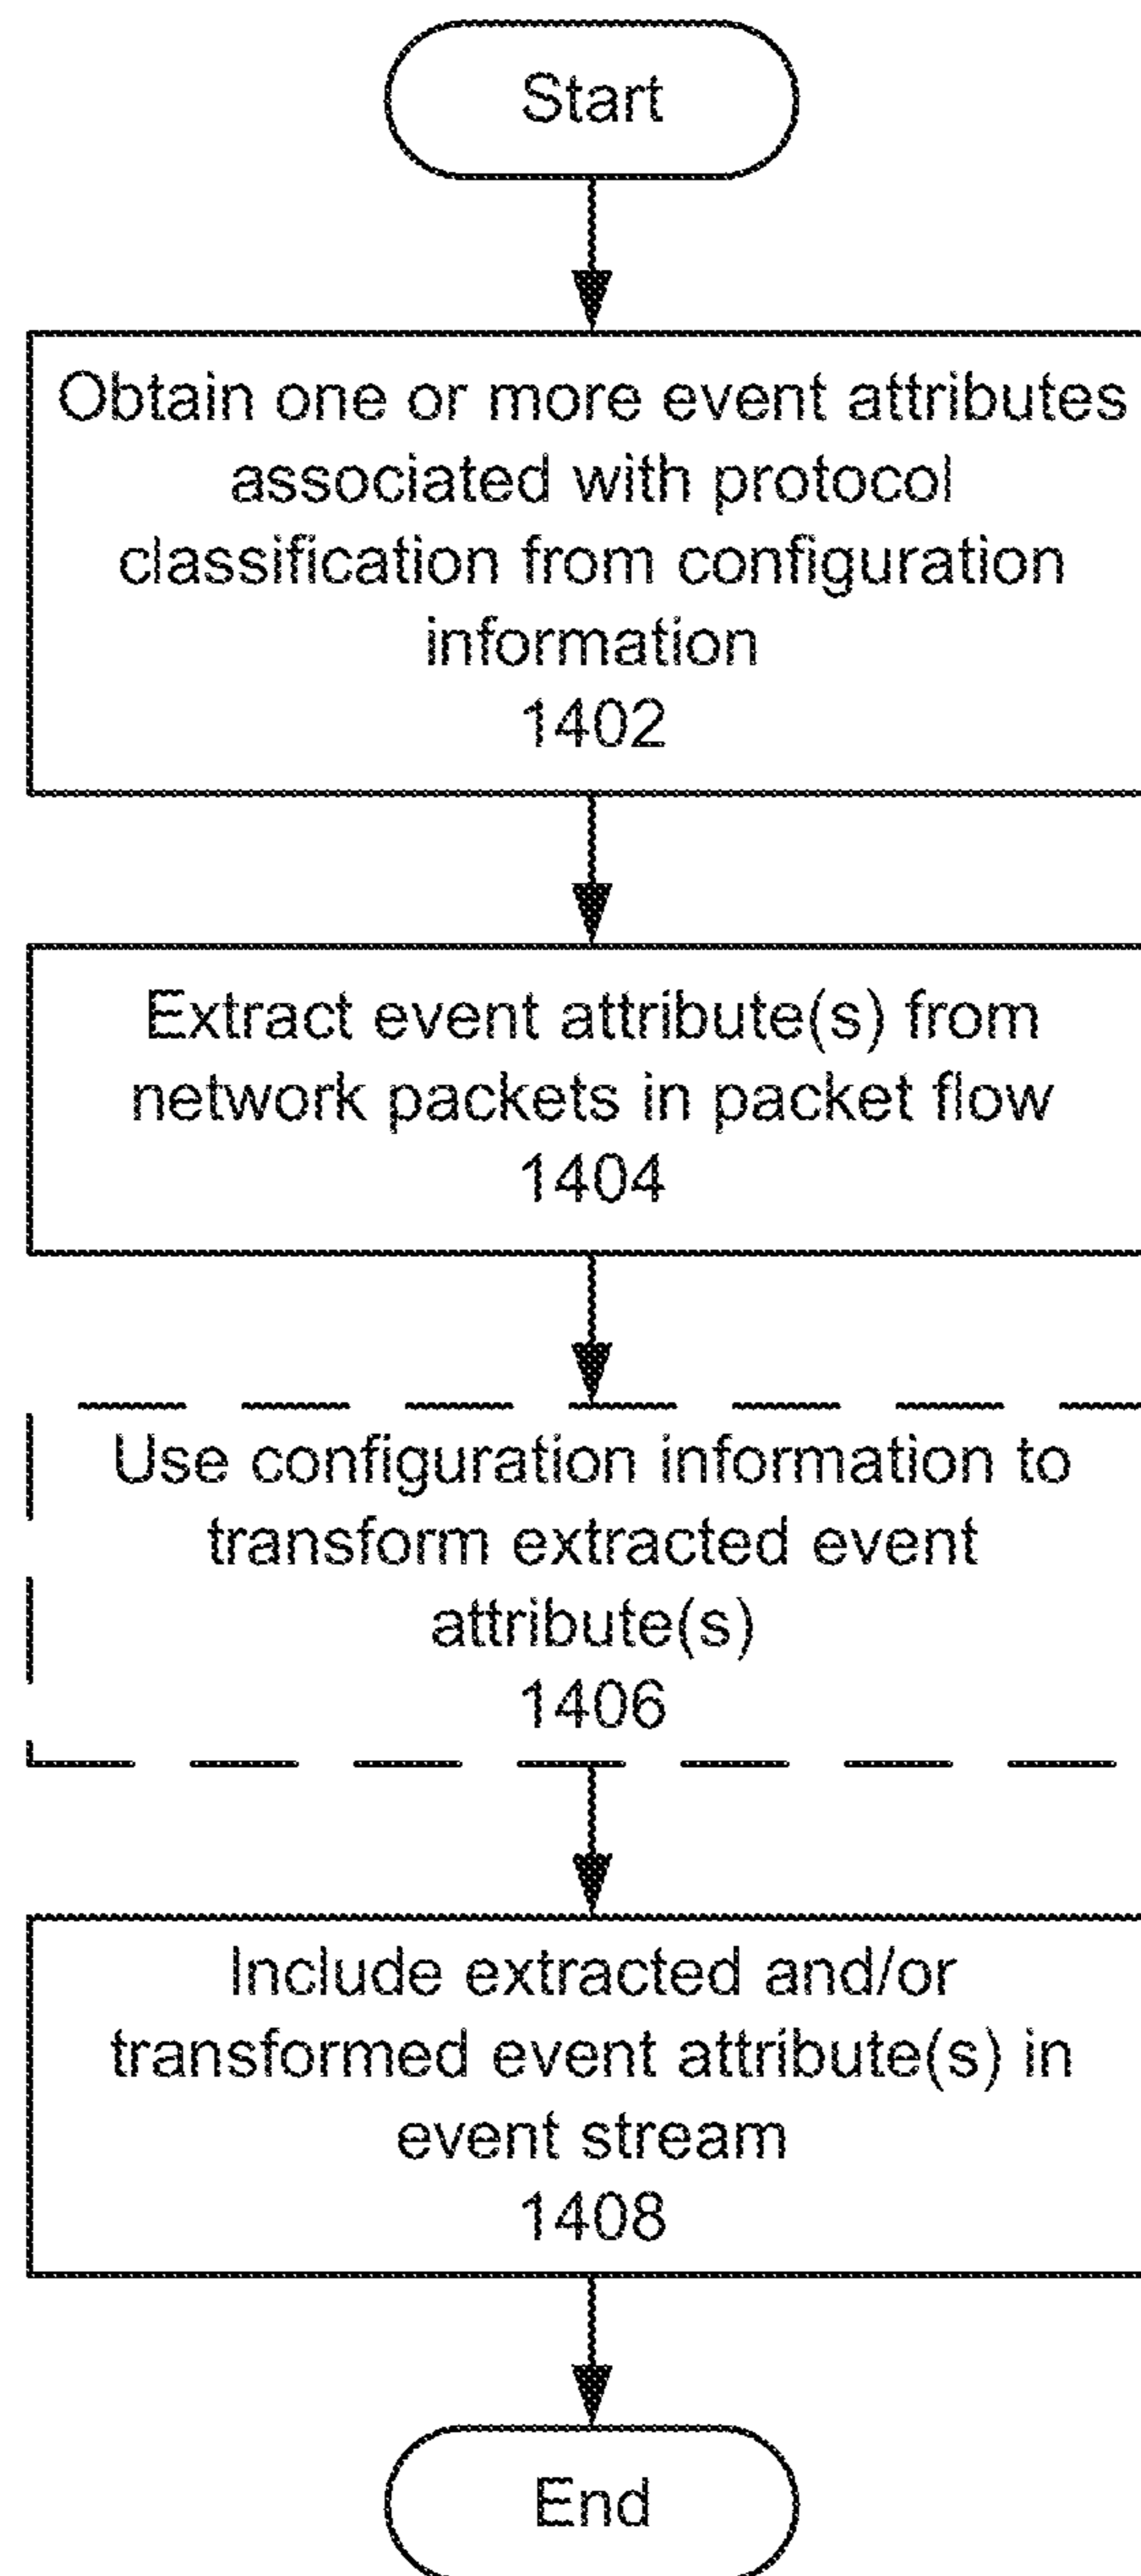 Start
Obtain one or more event attributes
associated with protocol
classification from configuration
information
1402
Extract event attribute(s) from
network packets in packet flow
1404
Use configuration information to
transform extracted event
attribute(s)
1406
Include extracted and/or
transformed event attribute(s) in
event stream
1408
End